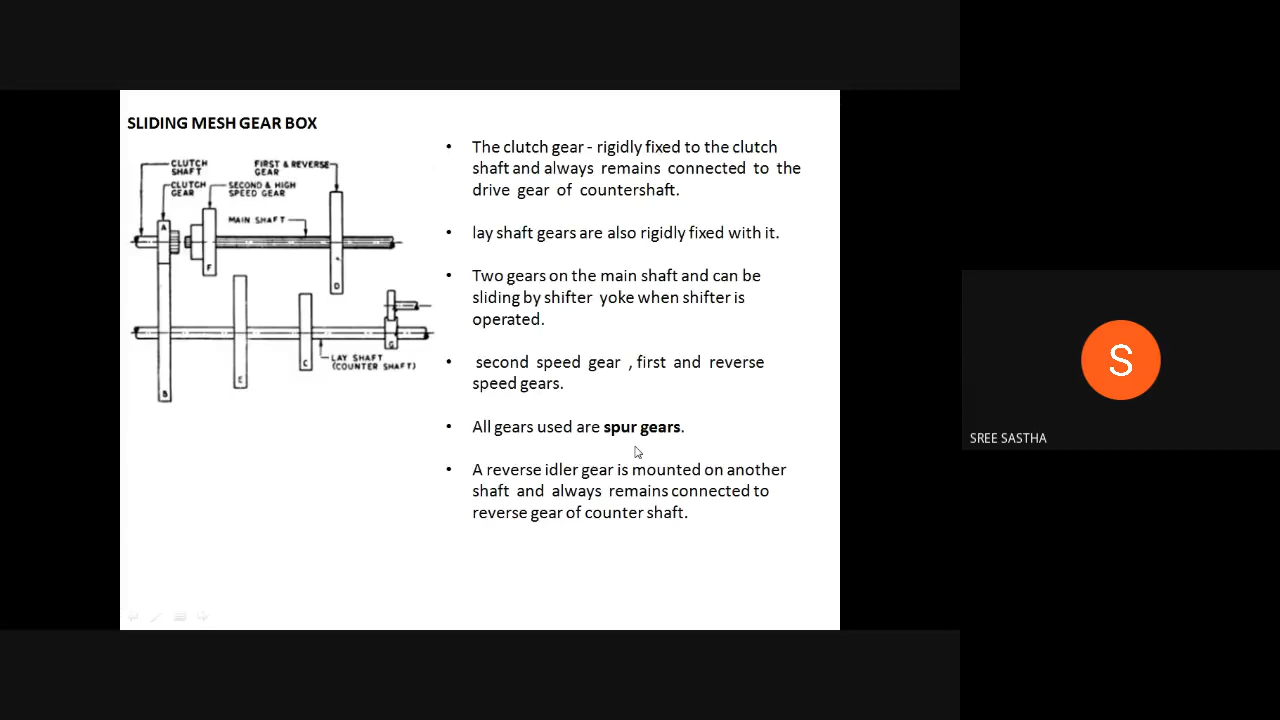 SLIDING MESH GEAR BOX
CLUTCH SHAFT
FIRST & REVERSE GEAR
CLUTCH GEAR
SECOND & HIGH SPEED GEAR
MAIN SHAFT
A
F
D
LAY SHAFT
(COUNTER SHAFT)
B
E
C
G
• The clutch gear - rigidly fixed to the clutch
shaft and always remains connected to the
drive gear of countershaft.
• lay shaft gears are also rigidly fixed with it.
• Two gears on the main shaft and can be
sliding by shifter yoke when shifter is
operated.
• second speed gear , first and reverse
speed gears.
• All gears used are spur gears.
• A reverse idler gear is mounted on another
shaft and always remains connected to
reverse gear of counter shaft.
S
SREE SASTHA